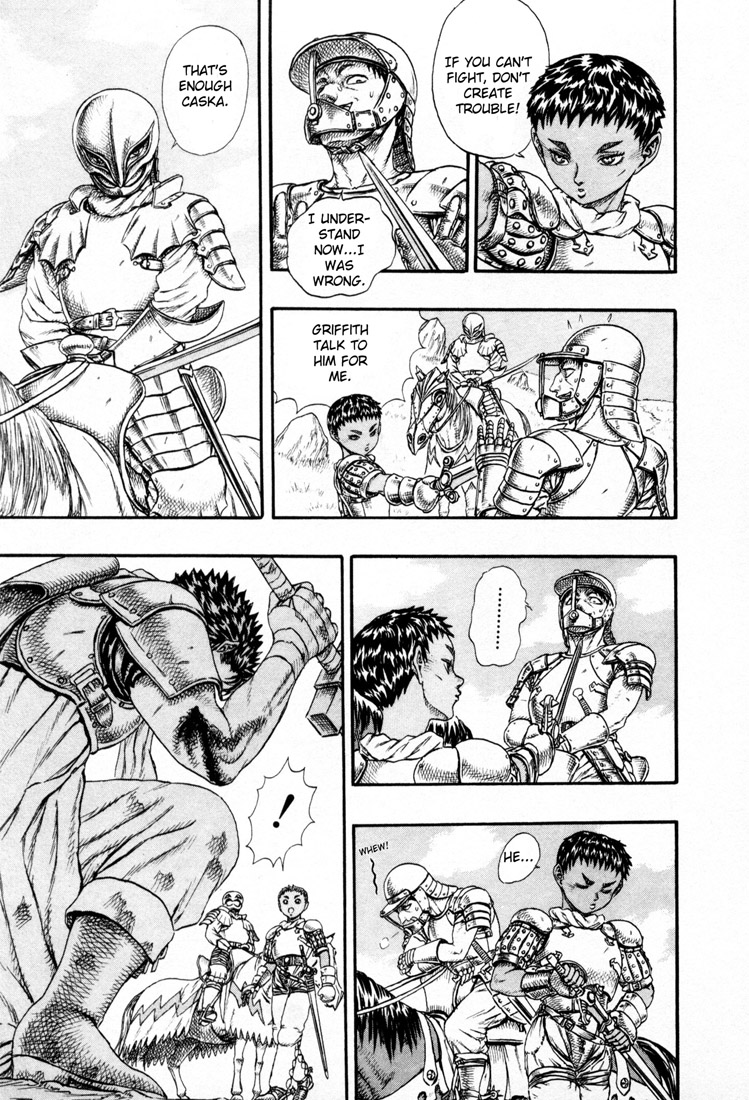 IF YOU CAN'T
FIGHT, DON'T
CREATE
TROUBLE!
I UNDER-
STAND
NOW...I
WAS
WRONG.
THAT'S
ENOUGH
CASKA.
GRIFFITH
TALK TO
HIM FOR
ME.
.........
HE...
WHEW!
!